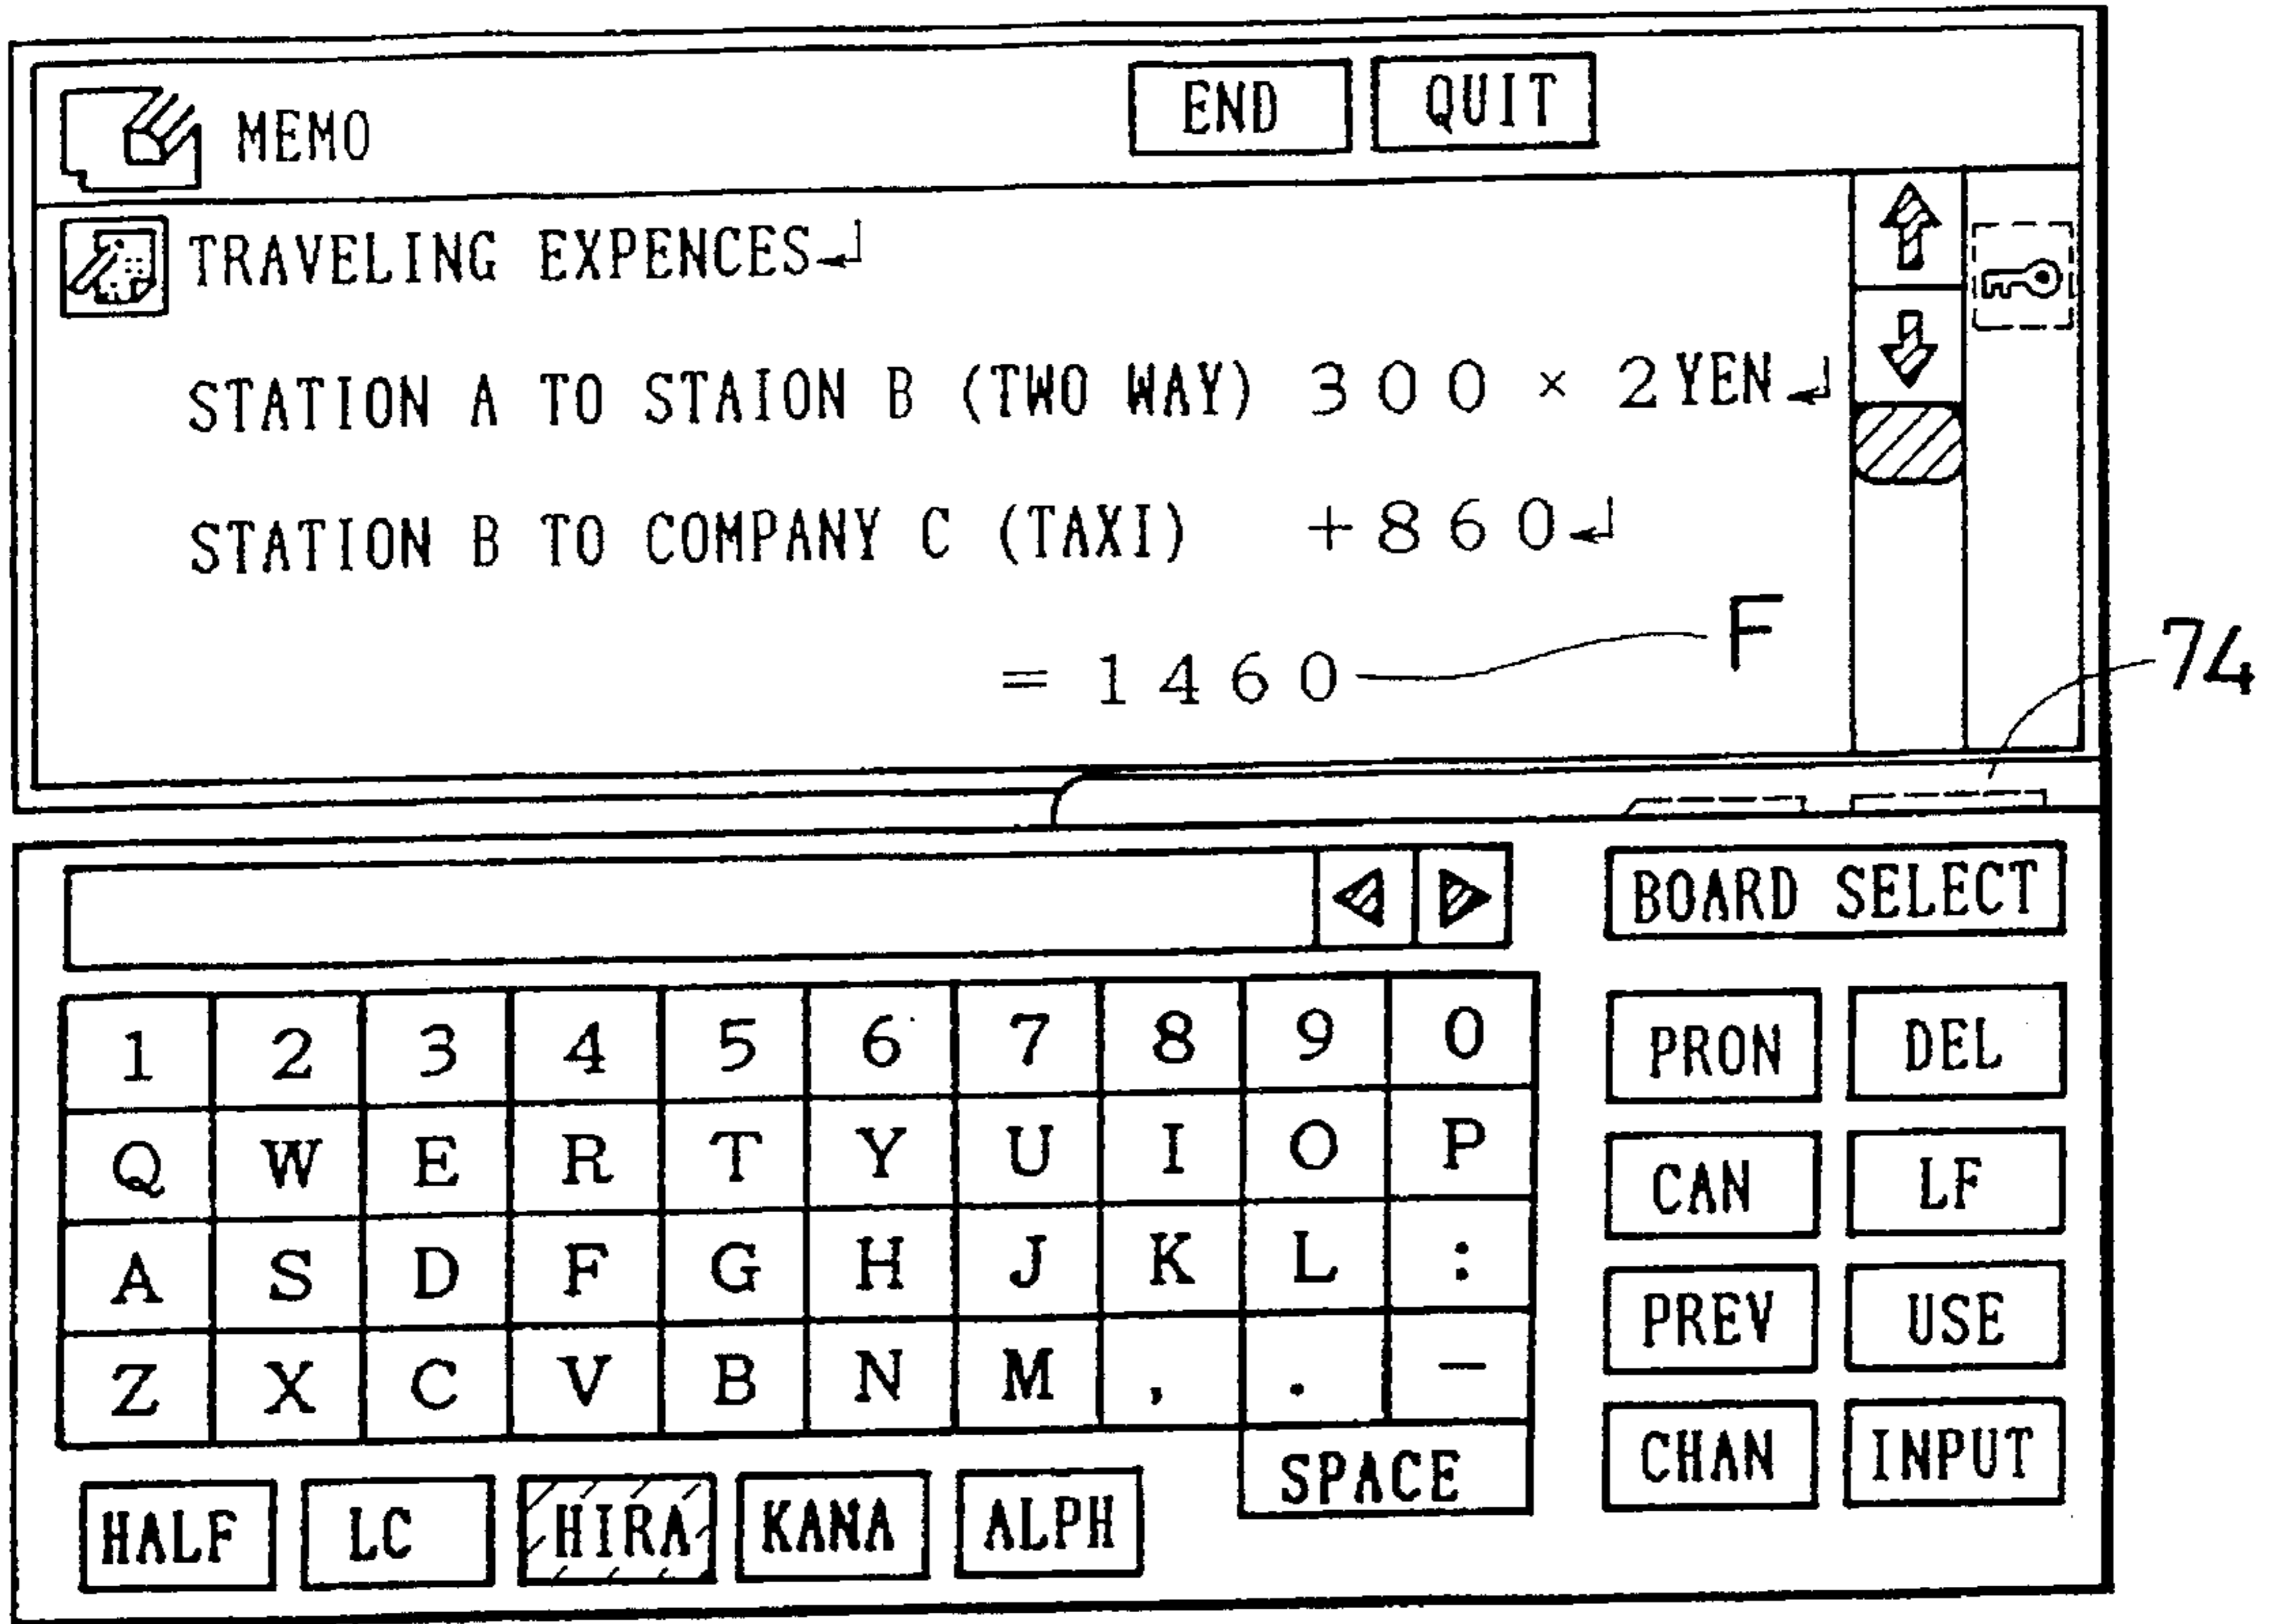 END QUIT
MEMO
TRAVELING EXPENCES
STATION A TO STAION B (TWO WAY) 300 × 2 YEN
STATION B TO COMPANY C (TAXI) +860
= 1460 F
74
BOARD SELECT
1 2 3 4 5 6 7 8 9 0
Q W E R T Y U I O P
A S D F G H J K L :
Z X C V B N M , . —
SPACE
HALF LC HIRA KANA ALPH
PRON DEL
CAN LF
PREV USE
CHAN INPUT